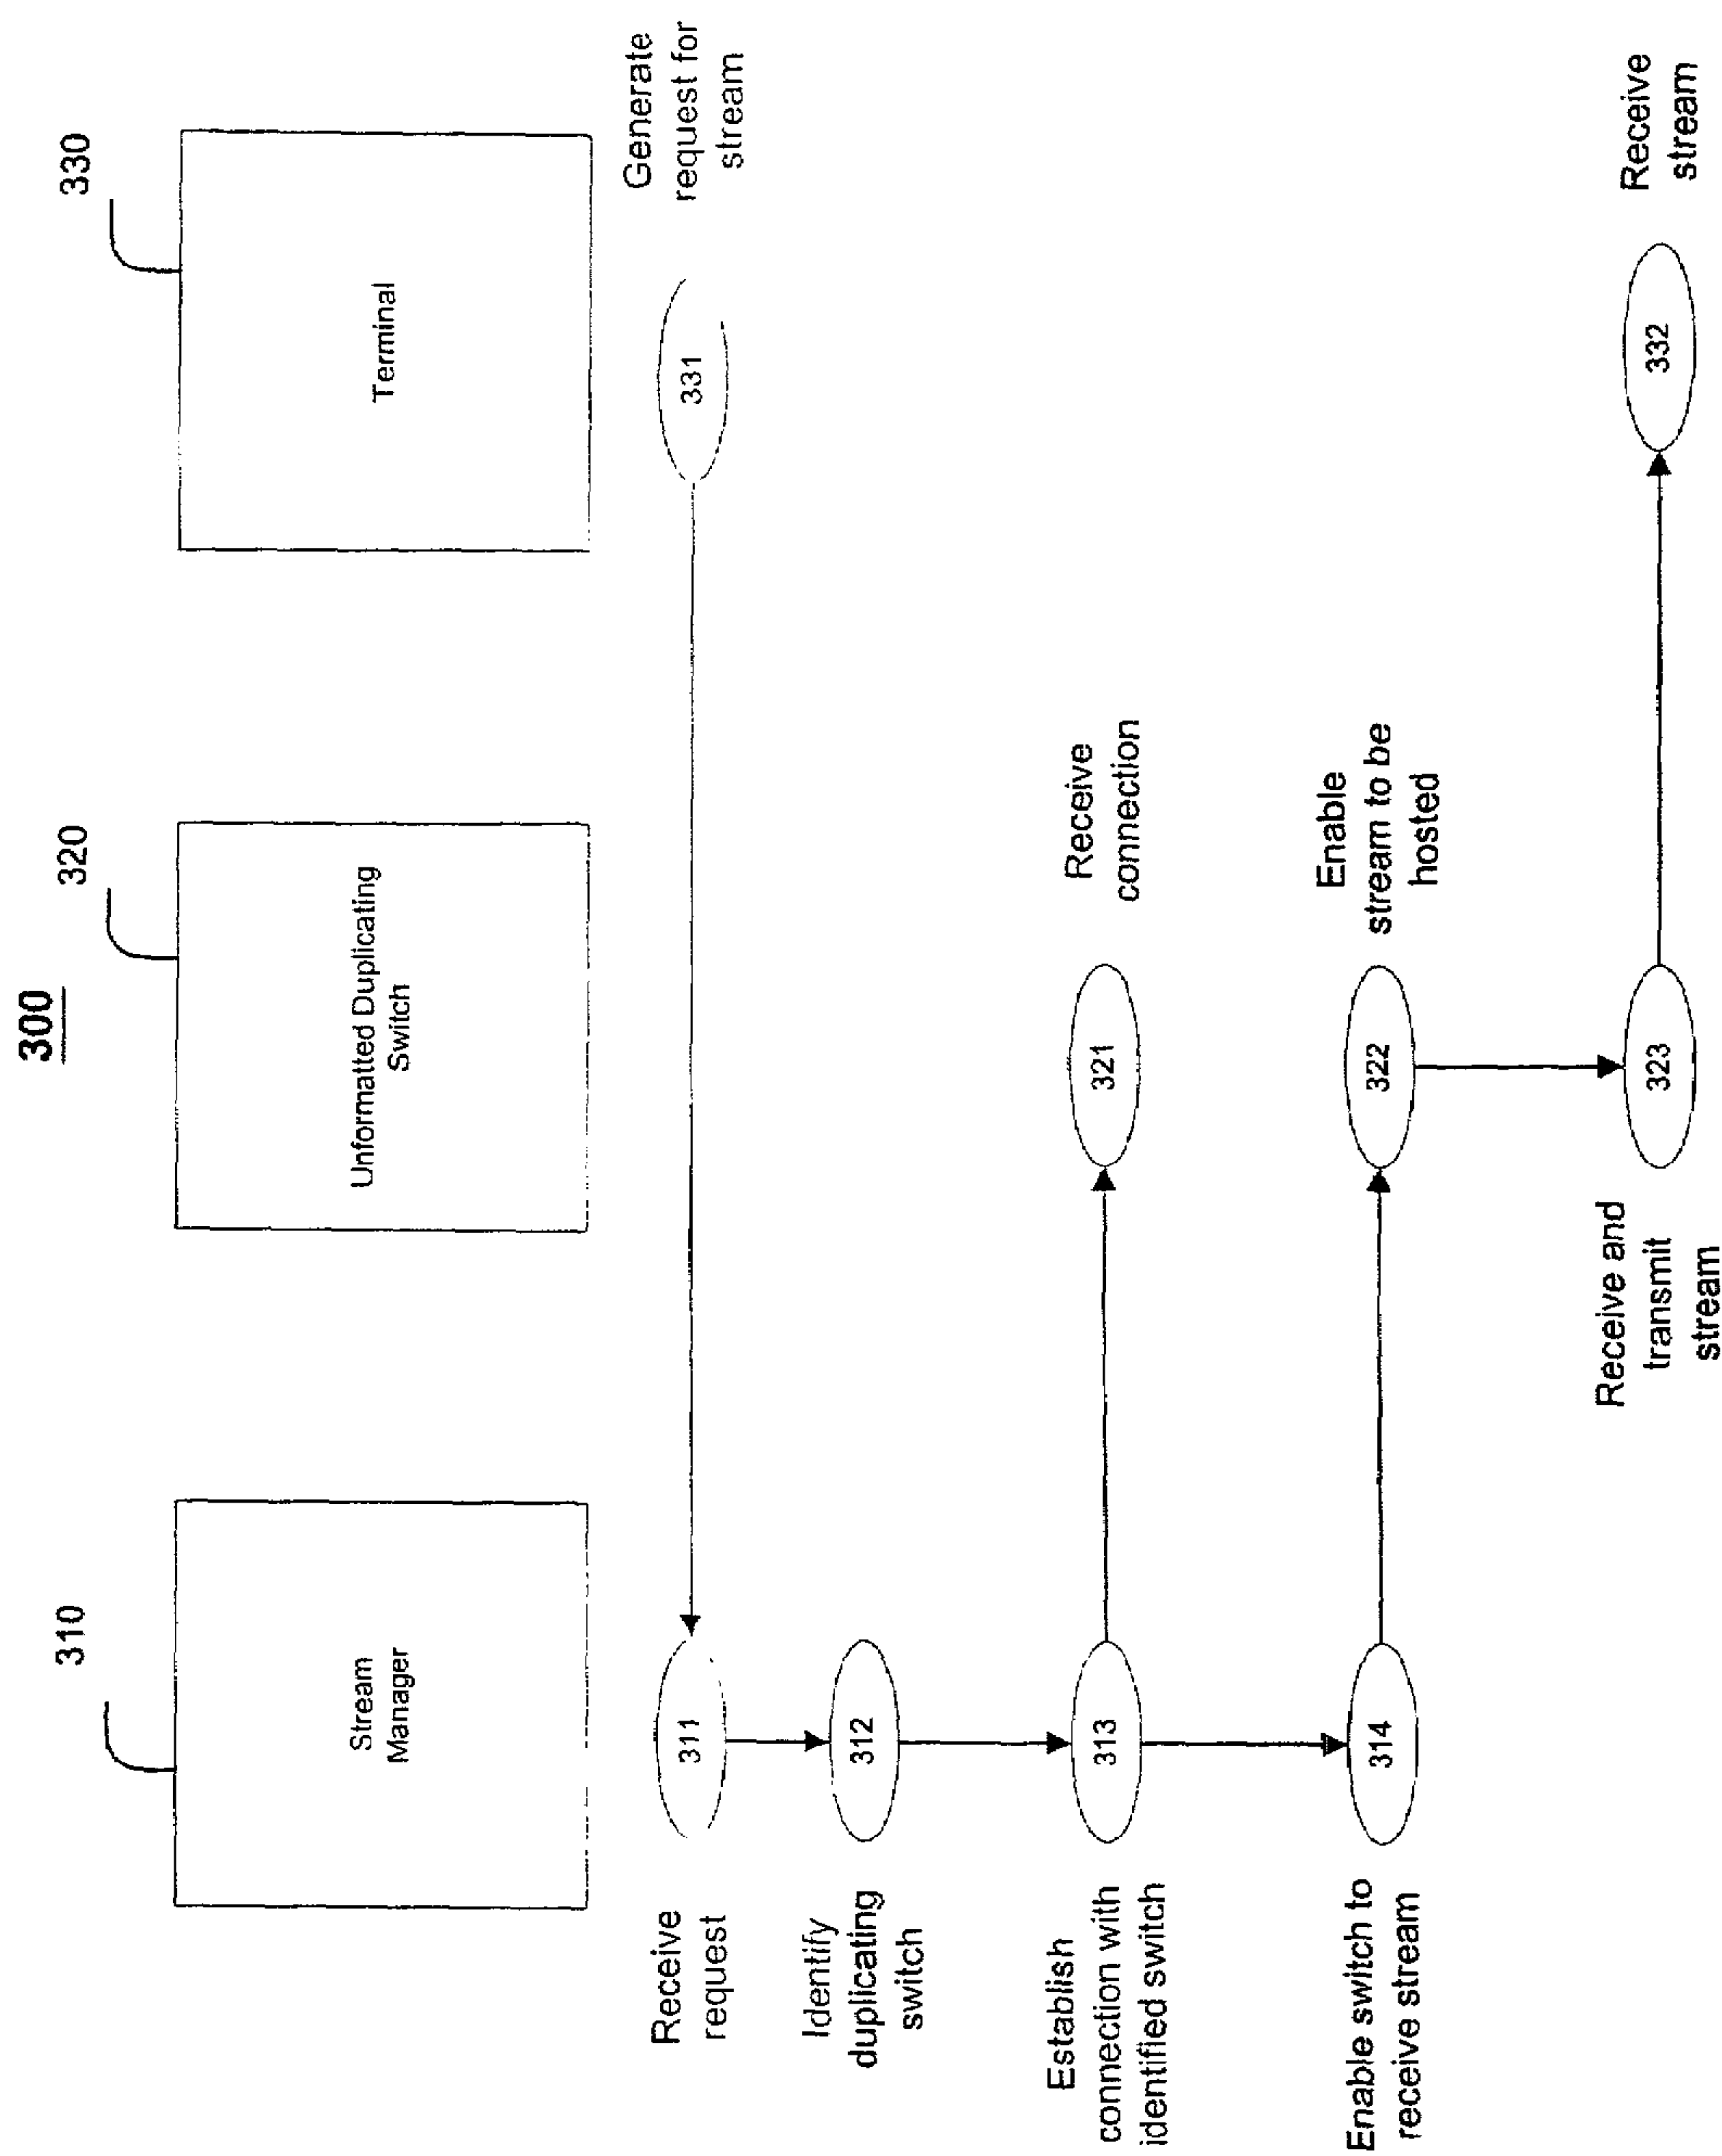 300
310
320
330
Stream
Manager
Unformatted Duplicating
Switch
Terminal
Receive
request
311
331
Generate
request for
stream
Identify
duplicating
switch
312
Establish
connection with
identified switch
313
321
Receive
connection
Enable switch to
receive stream
314
322
Enable
stream to be
hosted
Receive and
transmit
stream
323
332
Receive
stream